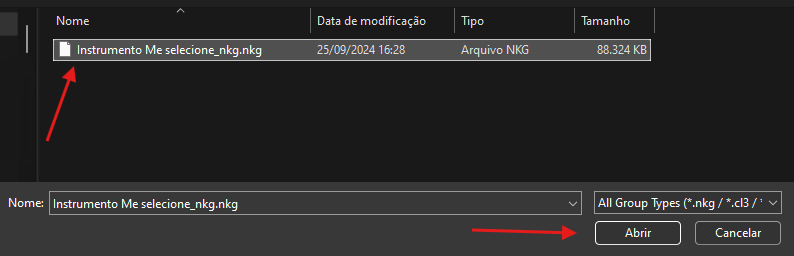 Nome Data de modificação Tipo Tamanho
Instrumento Me selecione_nkg.nkg 25/09/2024 16:28 Arquivo NKG 88.324 KB
Nome: Instrumento Me selecione_nkg.nkg All Group Types (*.nkg / *.cl3 / *
Abrir Cancelar